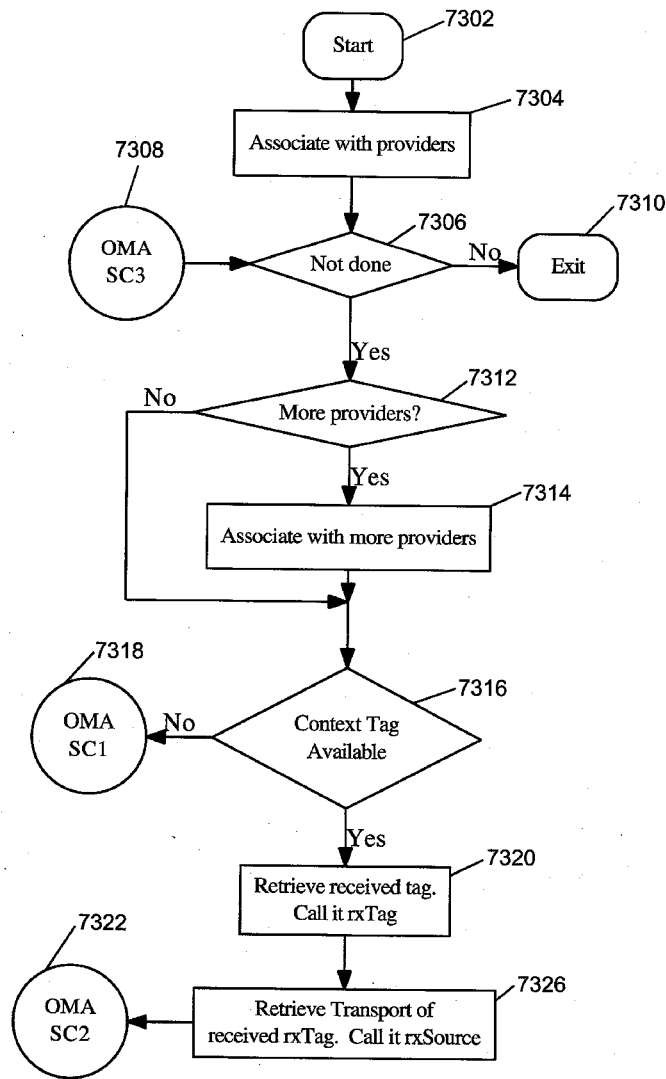 7302
Start
7304
Associate with providers
7308
7306
7310
OMA
SC3
Not done
No
Exit
Yes
7312
No
More providers?
Yes
7314
Associate with more providers
7318
7316
OMA
SC1
No
Context Tag
Available
Yes
7320
Retrieve received tag.
Call it rxTag
7322
7326
OMA
SC2
Retrieve Transport of
received rxTag. Call it rxSource